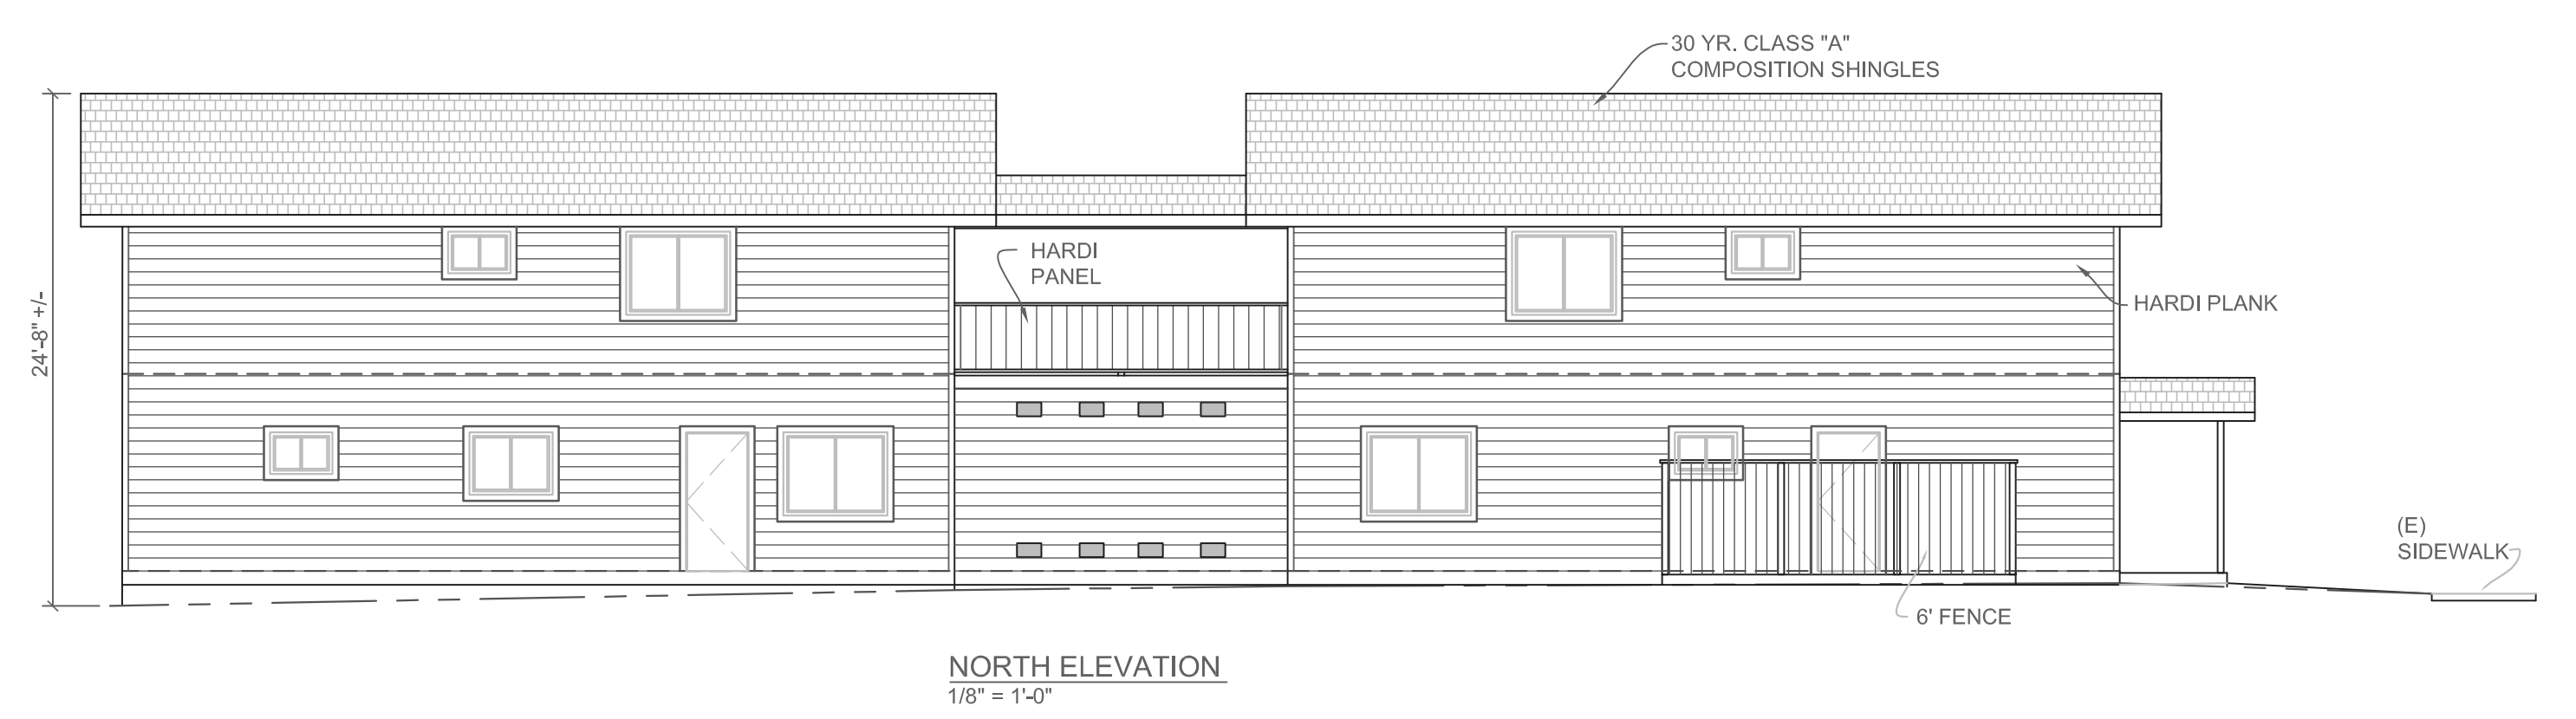 30 YR. CLASS "A"
COMPOSITION SHINGLES
HARDI
PANEL
HARDI PLANK
24'-8" +/-
(E)
SIDEWALK
6' FENCE
NORTH ELEVATION
1/8" = 1'-0"